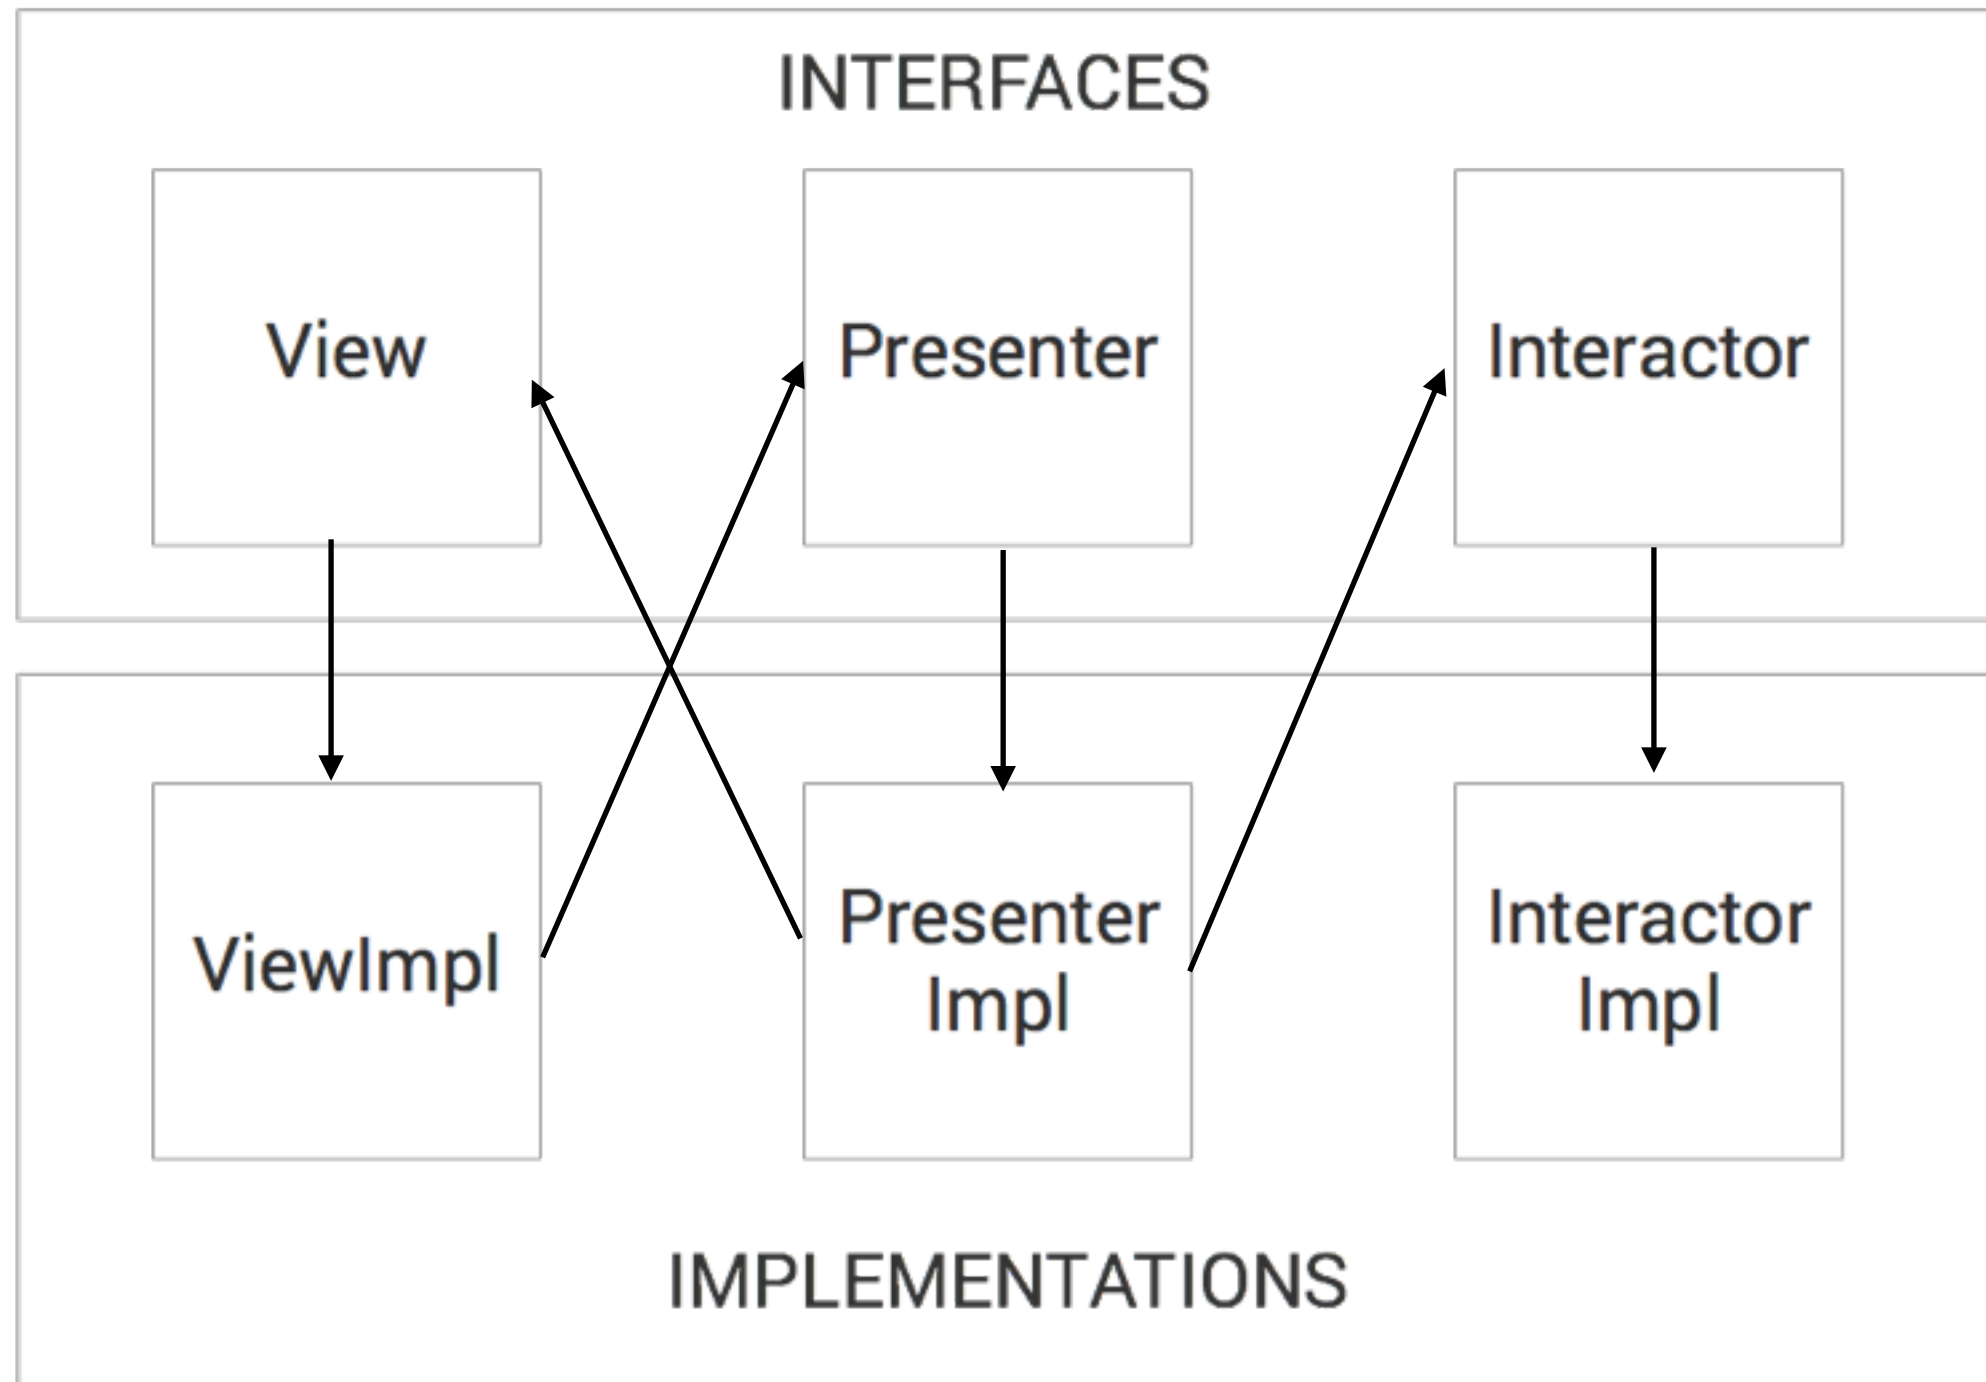 INTERFACES
View
Presenter
Interactor
ViewImpl
Presenter
Impl
Interactor
Impl
IMPLEMENTATIONS